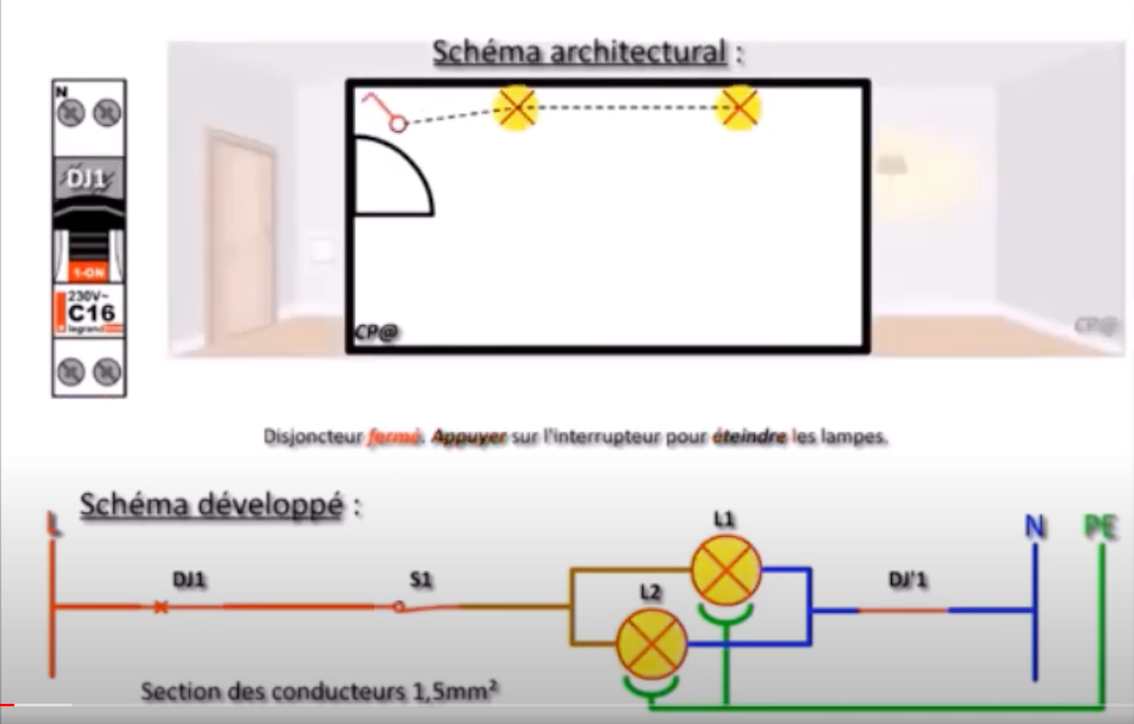 Schéma architectural :
N
DJ1
1-ON
230V~
C16
legrand
CP@
CP@
Disjoncteur fermé. Appuyer sur l'interrupteur pour éteindre les lampes.
Schéma développé :
L
DJ1
S1
L1
L2
DJ'1
N
PE
Section des conducteurs 1,5mm²